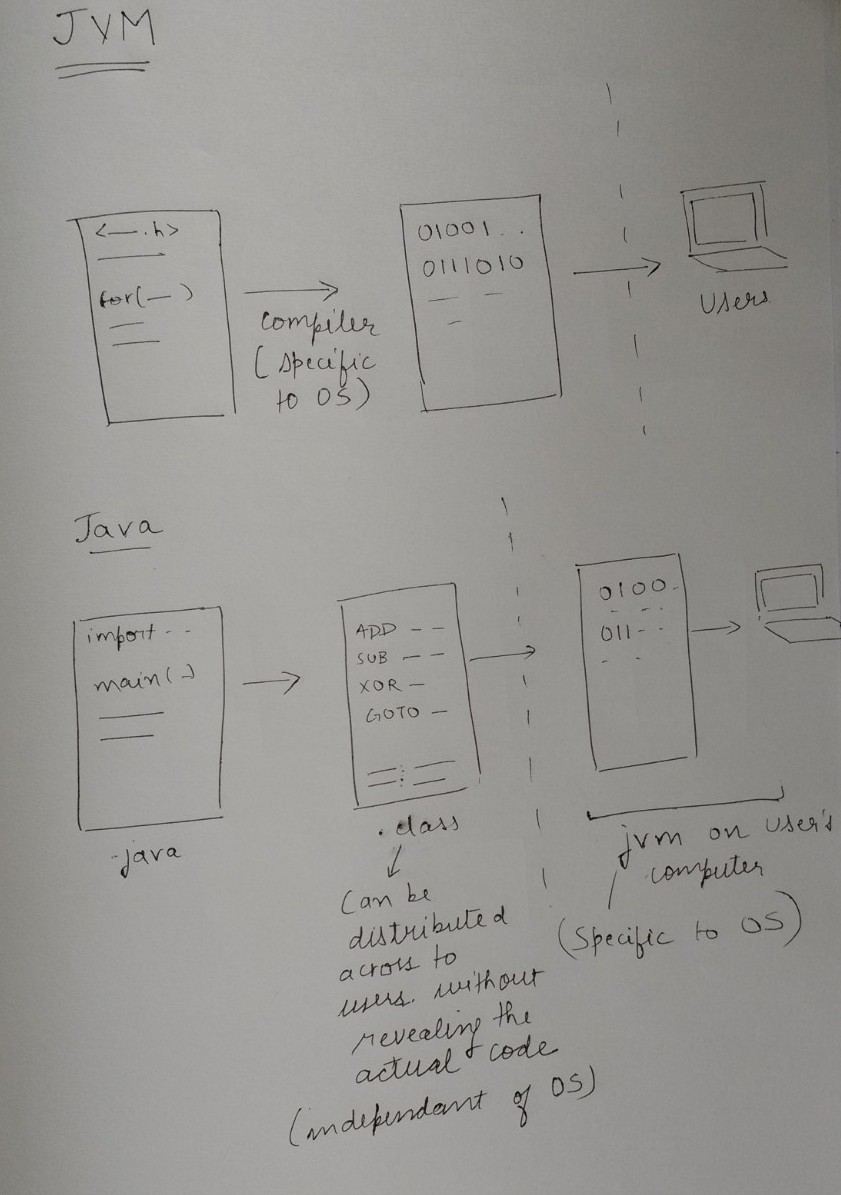 JVM
<—.h>
for(—)
compiler
(specific
to OS)
01001..
0111010
Users
Java
import--
main(-)
.java
ADD --
SUB ---
XOR -
GOTO -
.class
Can be
distributed
across to
users. without
revealing the
actual code
(independant of OS)
0100.
011--
jvm on user's
computer
(Specific to OS)